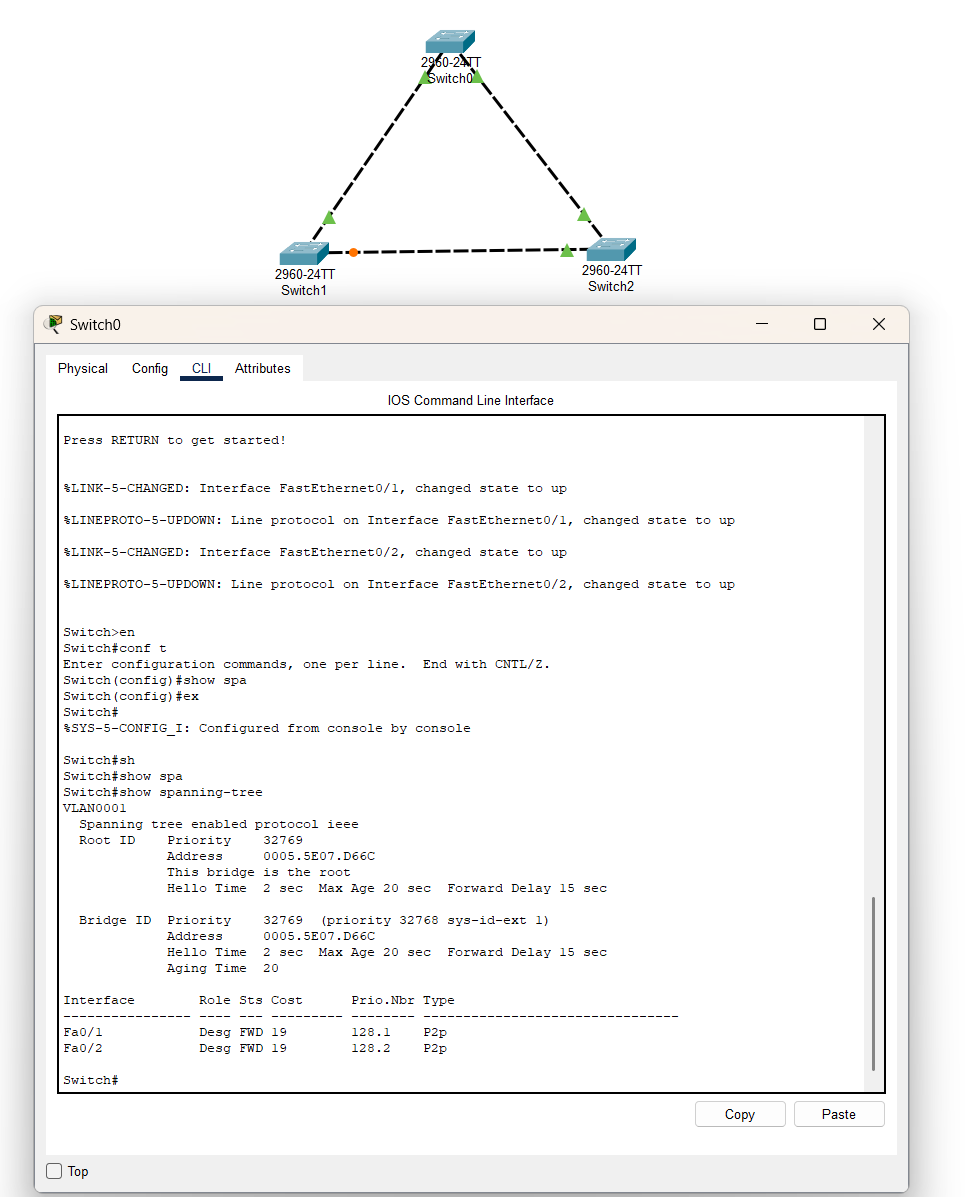 2960-24TT
Switch0
2960-24TT
Switch1
2960-24TT
Switch2
Switch0
Physical Config CLI Attributes
IOS Command Line Interface
Press RETURN to get started!
%LINK-5-CHANGED: Interface FastEthernet0/1, changed state to up
%LINEPROTO-5-UPDOWN: Line protocol on Interface FastEthernet0/1, changed state to up
%LINK-5-CHANGED: Interface FastEthernet0/2, changed state to up
%LINEPROTO-5-UPDOWN: Line protocol on Interface FastEthernet0/2, changed state to up
Switch>en
Switch#conf t
Enter configuration commands, one per line.  End with CNTL/Z.
Switch(config)#show spa
Switch(config)#ex
Switch#
%SYS-5-CONFIG_I: Configured from console by console
Switch#sh
Switch#show spa
Switch#show spanning-tree
VLAN0001
  Spanning tree enabled protocol ieee
  Root ID    Priority    32769
             Address     0005.5E07.D66C
             This bridge is the root
             Hello Time  2 sec  Max Age 20 sec  Forward Delay 15 sec
  Bridge ID  Priority    32769  (priority 32768 sys-id-ext 1)
             Address     0005.5E07.D66C
             Hello Time  2 sec  Max Age 20 sec  Forward Delay 15 sec
             Aging Time  20
Interface        Role Sts Cost      Prio.Nbr Type
---------------- ---- --- --------- -------- --------------------------------
Fa0/1            Desg FWD 19        128.1    P2p
Fa0/2            Desg FWD 19        128.2    P2p
Switch#
Copy Paste
Top